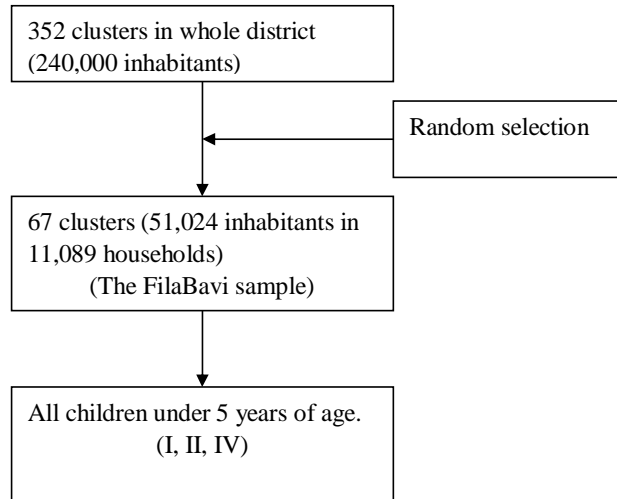 352 clusters in whole district
(240,000 inhabitants)
Random selection
67 clusters (51,024 inhabitants in
11,089 households)
(The FilaBavi sample)
All children under 5 years of age.
(I, II, IV)